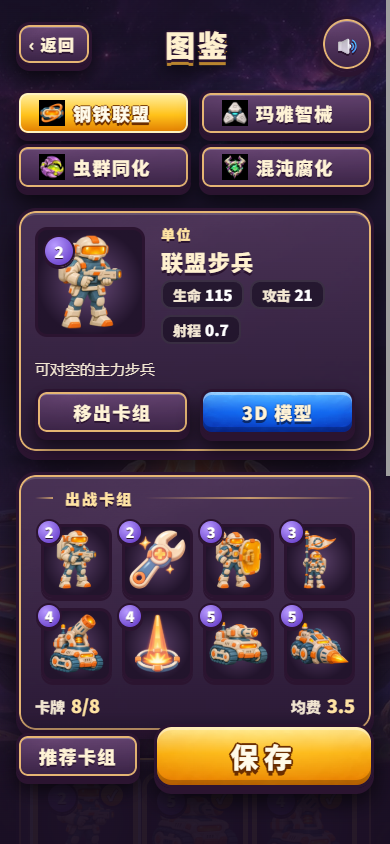 ‹ 返回
图鉴
钢铁联盟
玛雅智械
虫群同化
混沌腐化
2
单位
联盟步兵
生命 115
攻击 21
射程 0.7
可对空的主力步兵
移出卡组
3D 模型
出战卡组
2
2
3
3
4
4
5
5
卡牌 8/8
均费 3.5
推荐卡组
保存